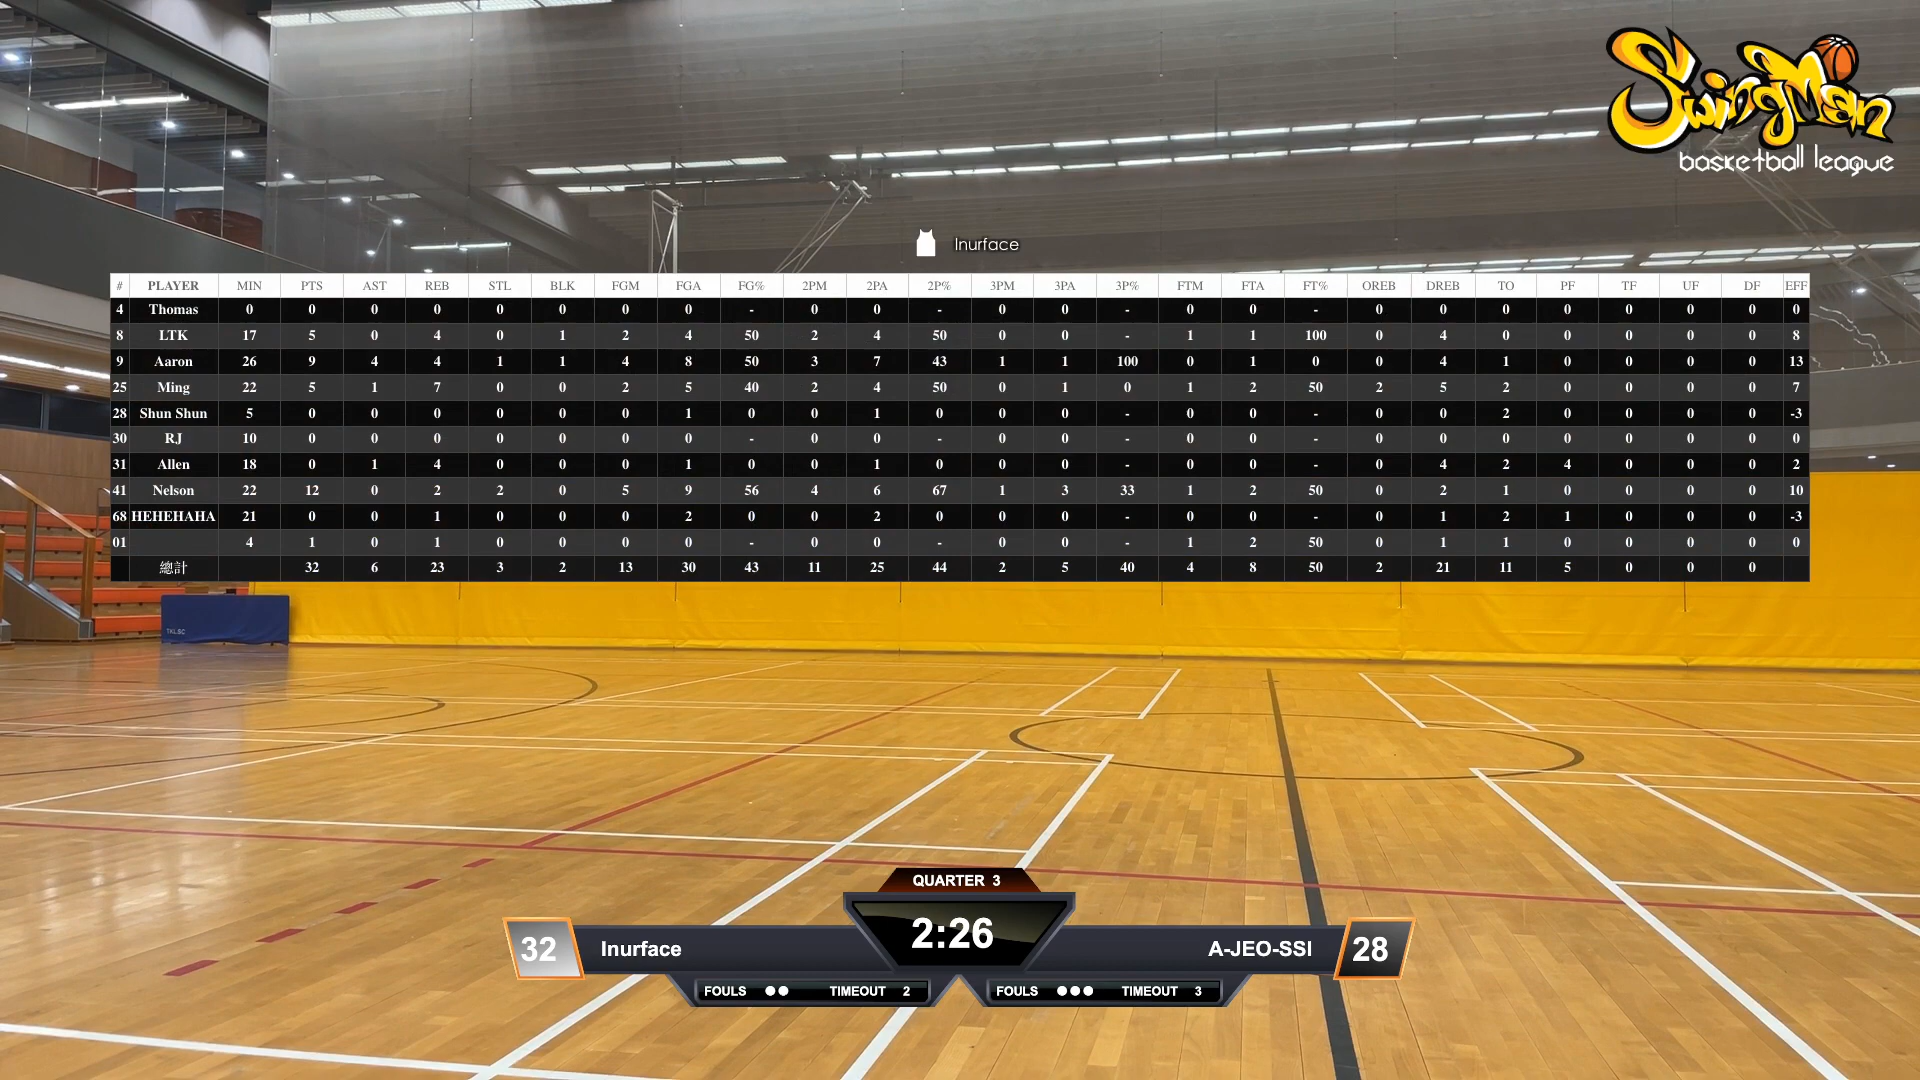 SwingMan
basketball league
Inurface
# PLAYER MIN PTS AST REB STL BLK FGM FGA FG% 2PM 2PA 2P% 3PM 3PA 3P% FTM FTA FT% OREB DREB TO PF TF UF DF EFF
4 Thomas 0 0 0 0 0 0 0 0 - 0 0 - 0 0 - 0 0 - 0 0 0 0 0 0 0 0
8 LTK 17 5 0 4 0 1 2 4 50 2 4 50 0 0 - 1 1 100 0 4 0 0 0 0 0 8
9 Aaron 26 9 4 4 1 1 4 8 50 3 7 43 1 1 100 0 1 0 0 4 1 0 0 0 0 13
25 Ming 22 5 1 7 0 0 2 5 40 2 4 50 0 1 0 1 2 50 2 5 2 0 0 0 0 7
28 Shun Shun 5 0 0 0 0 0 0 1 0 0 1 0 0 0 - 0 0 - 0 0 2 0 0 0 0 -3
30 RJ 10 0 0 0 0 0 0 0 - 0 0 - 0 0 - 0 0 - 0 0 0 0 0 0 0 0
31 Allen 18 0 1 4 0 0 0 1 0 0 1 0 0 0 - 0 0 - 0 4 2 4 0 0 0 2
41 Nelson 22 12 0 2 2 0 5 9 56 4 6 67 1 3 33 1 2 50 0 2 1 0 0 0 0 10
68 HEHEHAHA 21 0 0 1 0 0 0 2 0 0 2 0 0 0 - 0 0 - 0 1 2 1 0 0 0 -3
01 4 1 0 1 0 0 0 0 - 0 0 - 0 0 - 1 2 50 0 1 1 0 0 0 0 0
總計 32 6 23 3 2 13 30 43 11 25 44 2 5 40 4 8 50 2 21 11 5 0 0 0
TKLSC
QUARTER 3
2:26
32 Inurface
A-JEO-SSI 28
FOULS TIMEOUT 2
FOULS TIMEOUT 3